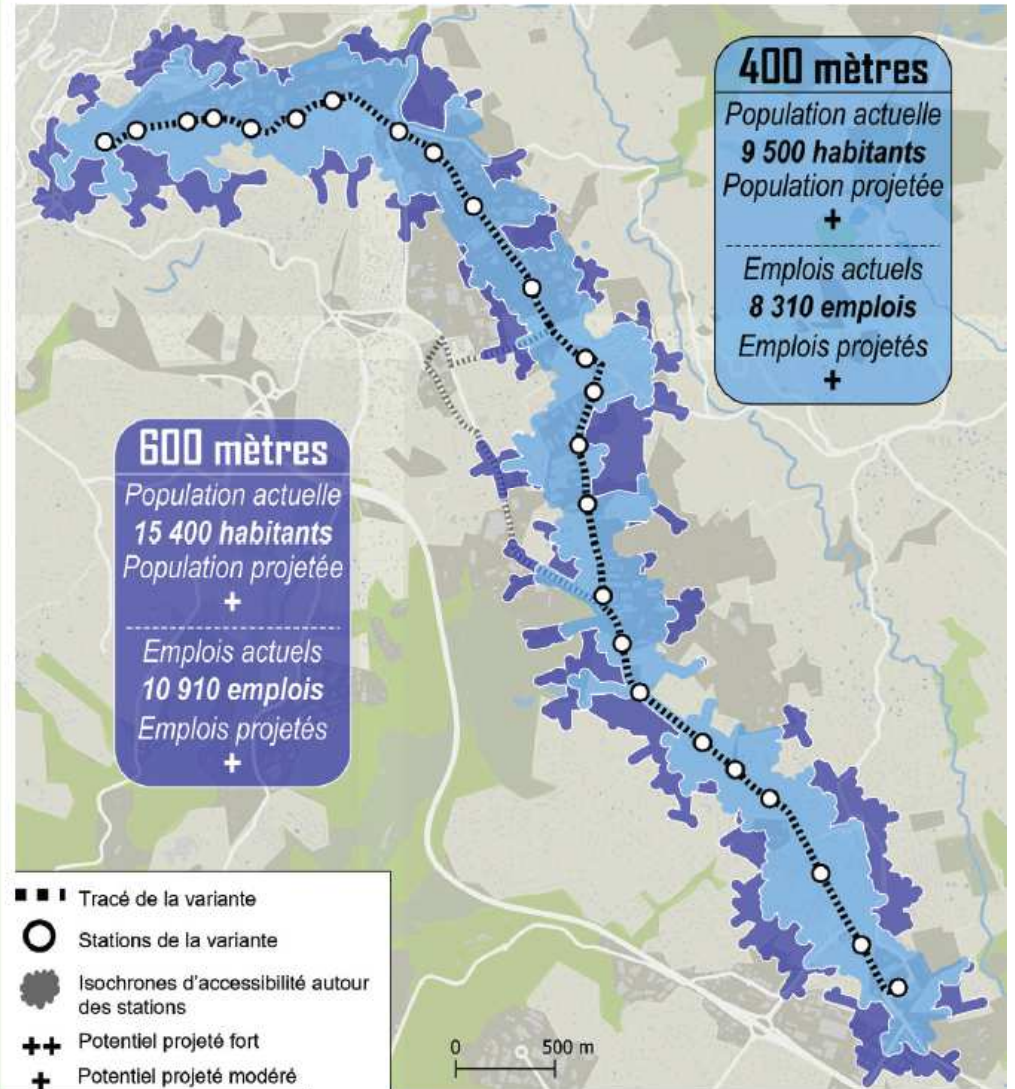 400 mètres
Population actuelle
9 500 habitants
Population projetée
+
Emplois actuels
8 310 emplois
Emplois projetés
+
600 mètres
Population actuelle
15 400 habitants
Population projetée
+
Emplois actuels
10 910 emplois
Emplois projetés
+
Tracé de la variante
Stations de la variante
Isochrones d'accessibilité autour
des stations
++ Potentiel projeté fort
+ Potentiel projeté modéré
0 500 m